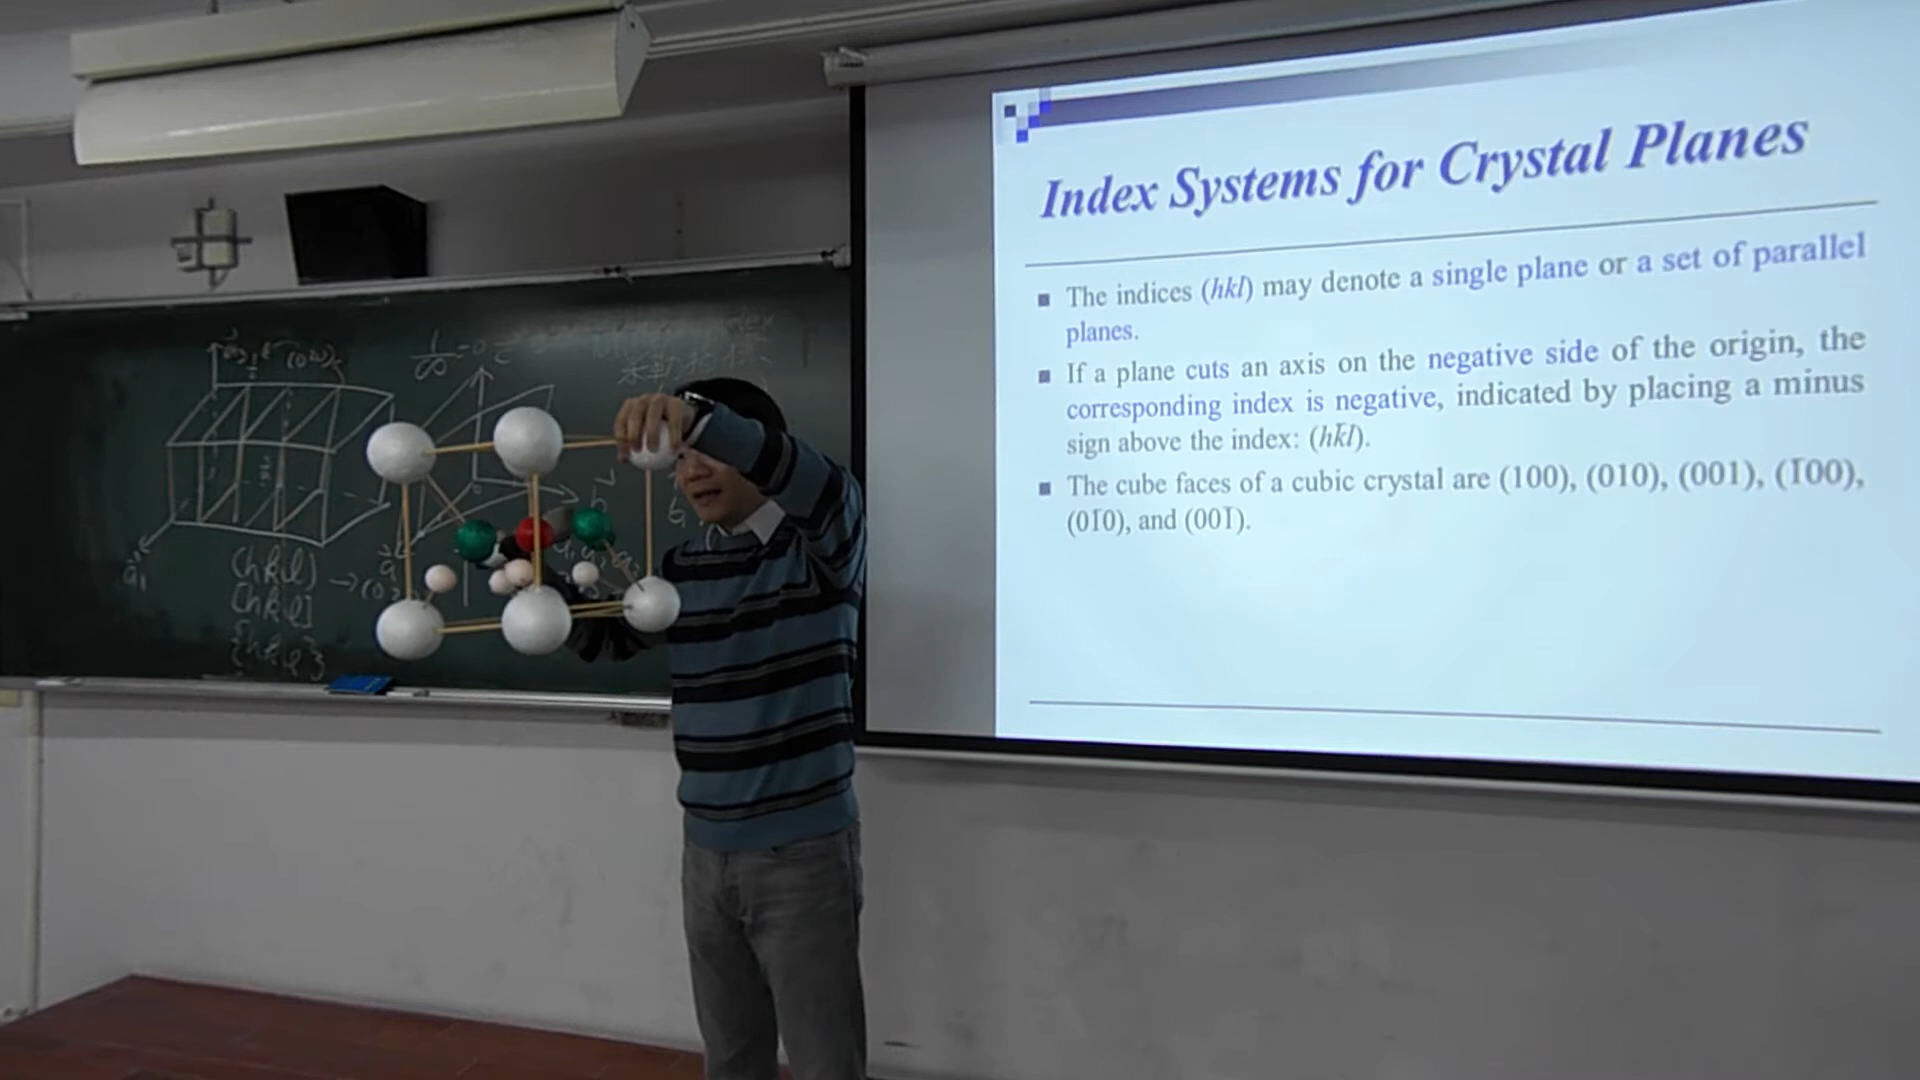 Index Systems for Crystal Planes
The indices (hkl) may denote a single plane or a set of parallel
planes.
If a plane cuts an axis on the negative side of the origin, the
corresponding index is negative, indicated by placing a minus
sign above the index: (hk̄l).
The cube faces of a cubic crystal are (100), (010), (001), (1̄00),
(01̄0), and (001̄).
(hkl)
[hkl]
{hkl}